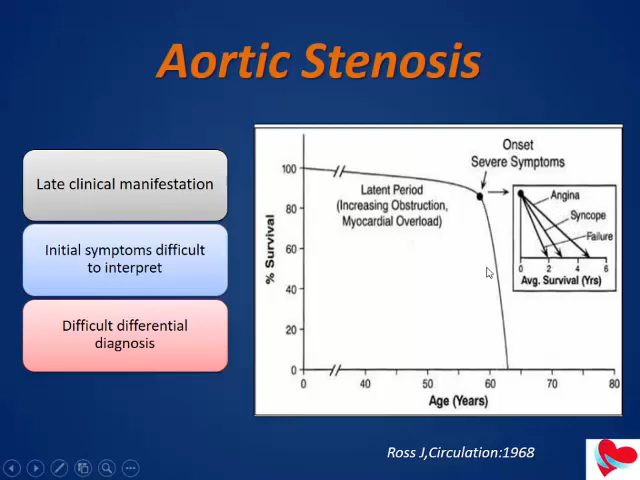 Aortic Stenosis
Late clinical manifestation
Initial symptoms difficult
to interpret
Difficult differential
diagnosis
Onset
Severe Symptoms
Latent Period
(Increasing Obstruction,
Myocardial Overload)
% Survival
100
80
60
40
20
0
0
40
50
60
70
80
Age (Years)
Angina
Syncope
Failure
0
2
4
6
Avg. Survival (Yrs)
Ross J,Circulation:1968